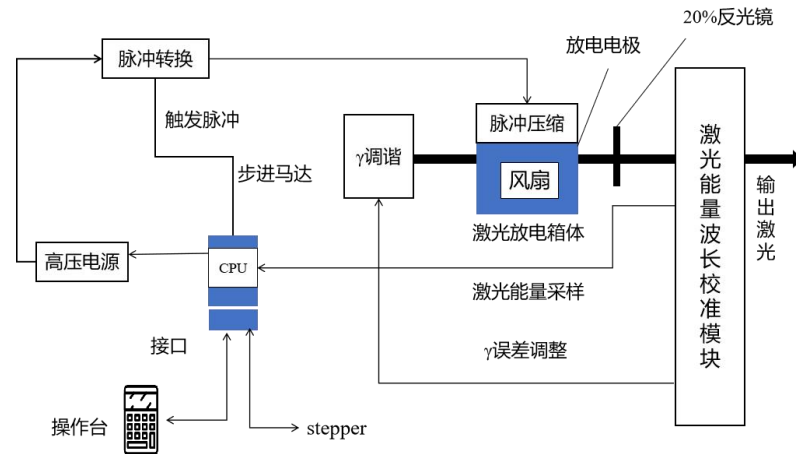 20%反光镜
放电电极
脉冲转换
触发脉冲
脉冲压缩
γ调谐
风扇
步进马达
激光放电箱体
激光能量波长校准模块
输出激光
高压电源
CPU
激光能量采样
接口
γ误差调整
操作台
stepper